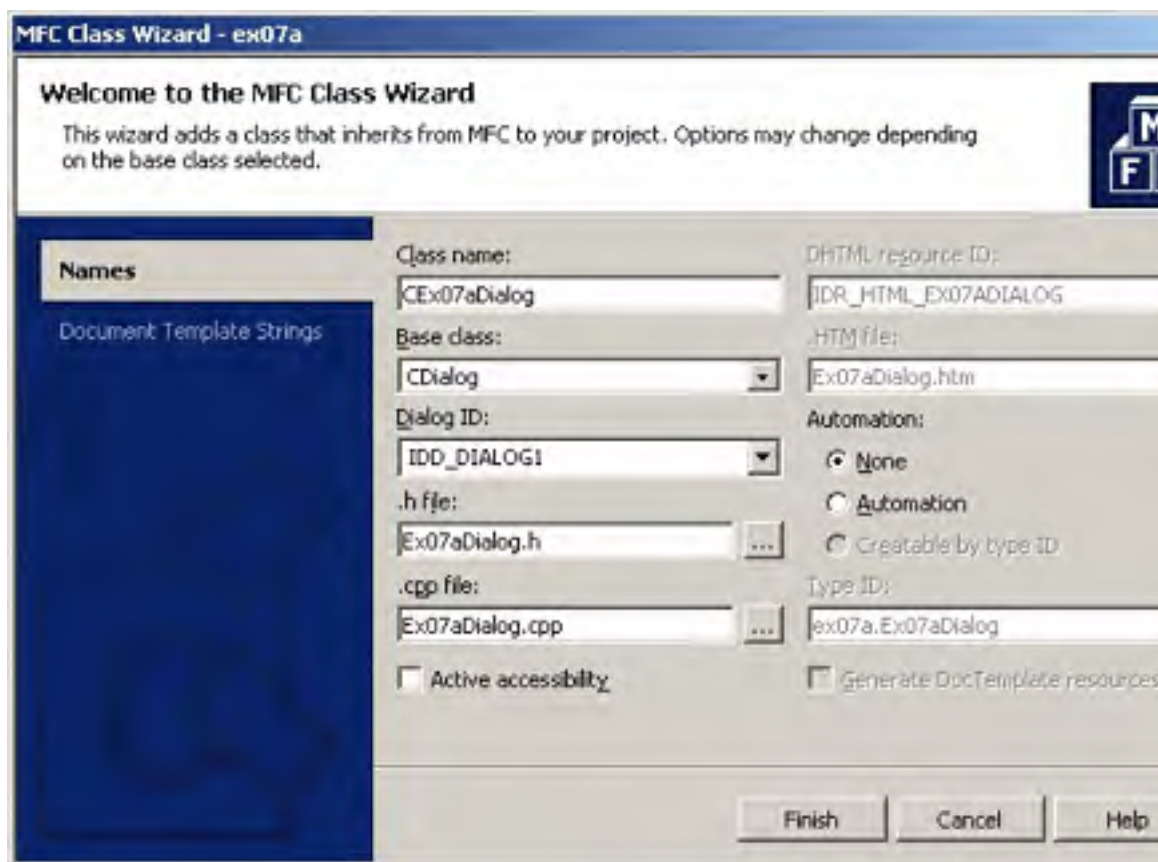 MFC Class Wizard - ex07a
Welcome to the MFC Class Wizard
This wizard adds a class that inherits from MFC to your project. Options may change depending
on the base class selected.
M
F
Names
Document Template Strings
Class name:
CEx07aDialog
Base class:
CDialog
Dialog ID:
IDD_DIALOG1
.h file:
Ex07aDialog.h
...
.cpp file:
Ex07aDialog.cpp
...
Active accessibility
DHTML resource ID:
IDR_HTML_EX07ADIALOG
.HTM file:
Ex07aDialog.htm
Automation:
None
Automation
Creatable by type ID
Type ID:
ex07a.Ex07aDialog
Generate DocTemplate resources
Finish
Cancel
Help